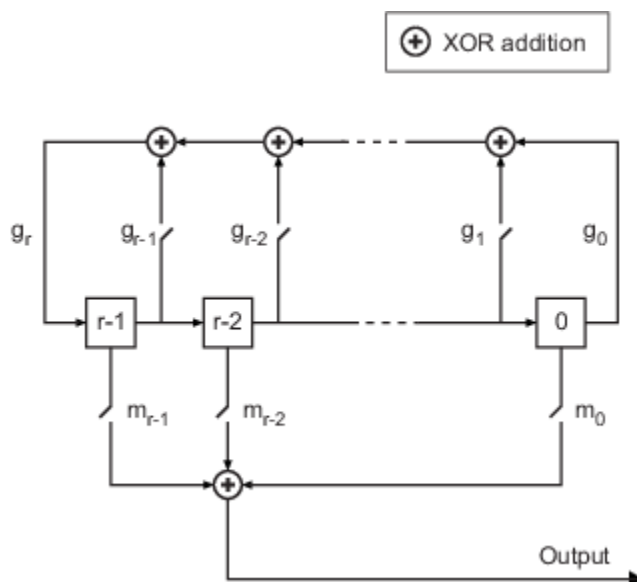 XOR addition
g_r g_{r-1} g_{r-2} g_1 g_0
r-1 r-2 0
m_{r-1} m_{r-2} m_0
Output